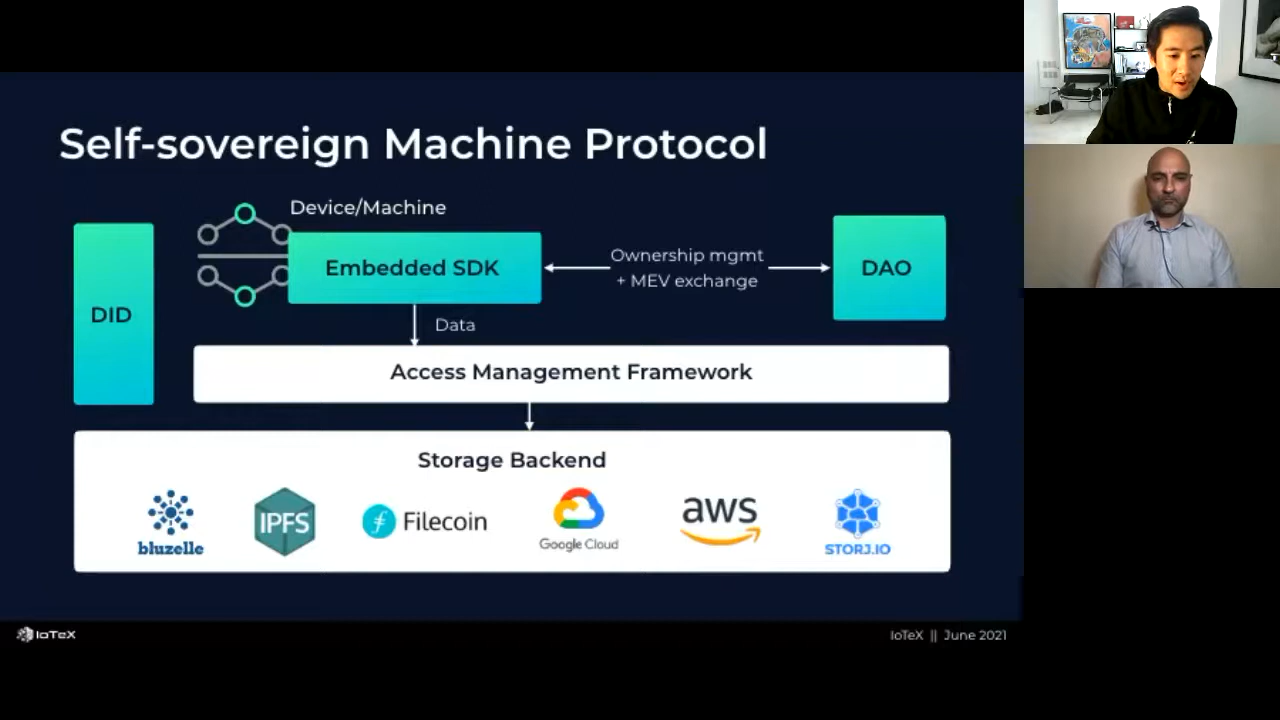 Self-sovereign Machine Protocol
Device/Machine
DID
Embedded SDK
Ownership mgmt
+ MEV exchange
DAO
Data
Access Management Framework
Storage Backend
bluzelle
IPFS
Filecoin
Google Cloud
aws
STORJ.IO
IoTeX
IoTeX || June 2021